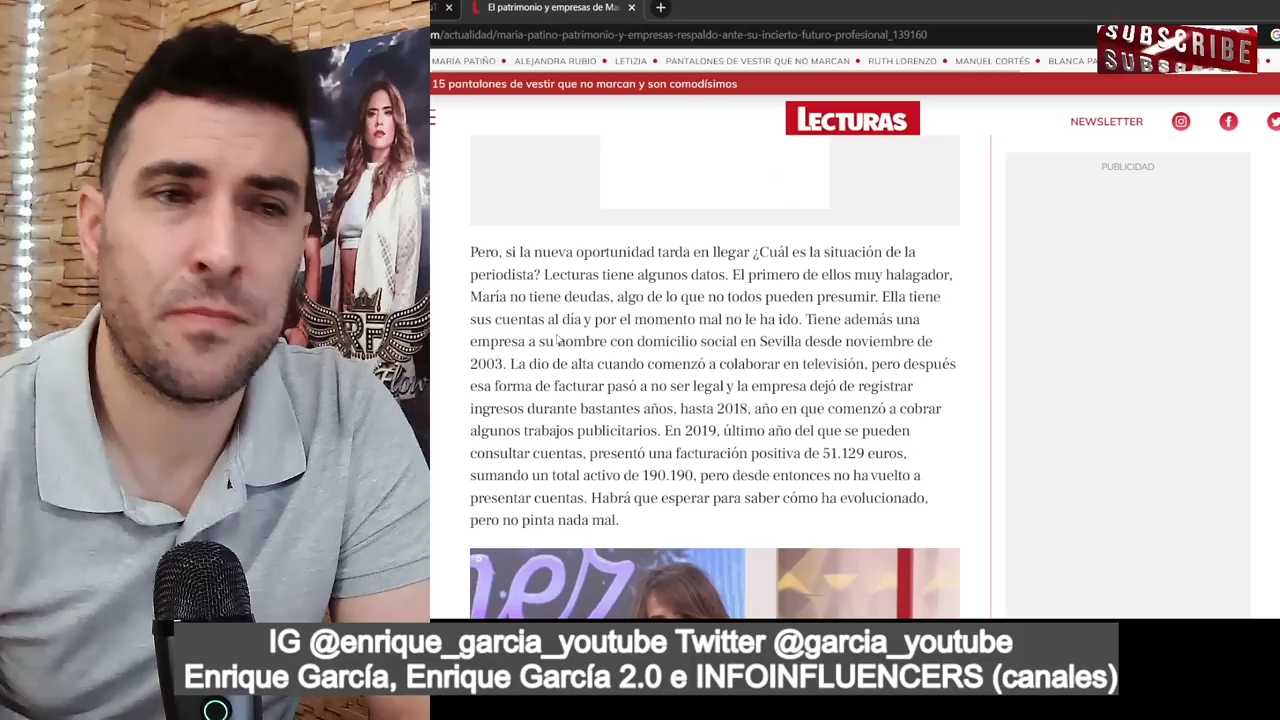 El patrimonio y empresas de Ma
om/actualidad/maria-patino-patrimonio-y-empresas-respaldo-ante-su-incierto-futuro-profesional_139160
SUBSCRIBE
MARÍA PATIÑO • ALEJANDRA RUBIO • LETIZIA • PANTALONES DE VESTIR QUE NO MARCAN • RUTH LORENZO • MANUEL CORTÉS • BLANCA PA
15 pantalones de vestir que no marcan y son comodísimos
LECTURAS
NEWSLETTER
PUBLICIDAD
Pero, si la nueva oportunidad tarda en llegar ¿Cuál es la situación de la
periodista? Lecturas tiene algunos datos. El primero de ellos muy halagador,
María no tiene deudas, algo de lo que no todos pueden presumir. Ella tiene
sus cuentas al día y por el momento mal no le ha ido. Tiene además una
empresa a su nombre con domicilio social en Sevilla desde noviembre de
2003. La dio de alta cuando comenzó a colaborar en televisión, pero después
esa forma de facturar pasó a no ser legal y la empresa dejó de registrar
ingresos durante bastantes años, hasta 2018, año en que comenzó a cobrar
algunos trabajos publicitarios. En 2019, último año del que se pueden
consultar cuentas, presentó una facturación positiva de 51.129 euros,
sumando un total activo de 190.190, pero desde entonces no ha vuelto a
presentar cuentas. Habrá que esperar para saber cómo ha evolucionado,
pero no pinta nada mal.
RF
Flow
IG @enrique_garcia_youtube Twitter @garcia_youtube
Enrique García, Enrique García 2.0 e INFOINFLUENCERS (canales)